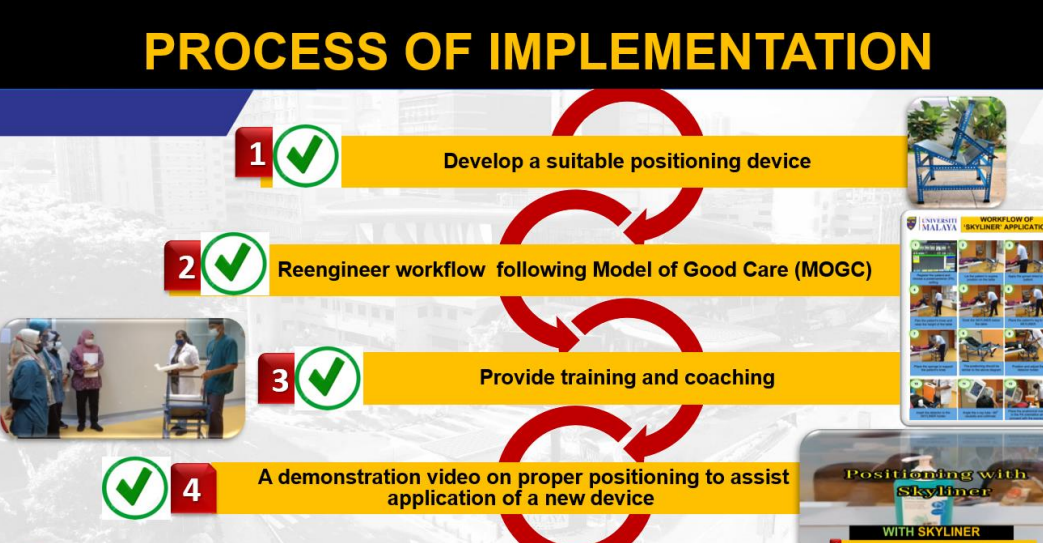 PROCESS OF IMPLEMENTATION
1
Develop a suitable positioning device
UNIVERSITI
MALAYA
WORKFLOW OF
'SKYLINER' APPLICATIO
2
Reengineer workflow following Model of Good Care (MOGC)
3
Provide training and coaching
4
A demonstration video on proper positioning to assist
application of a new device
Positioning with
Skyliner
WITH SKYLINER